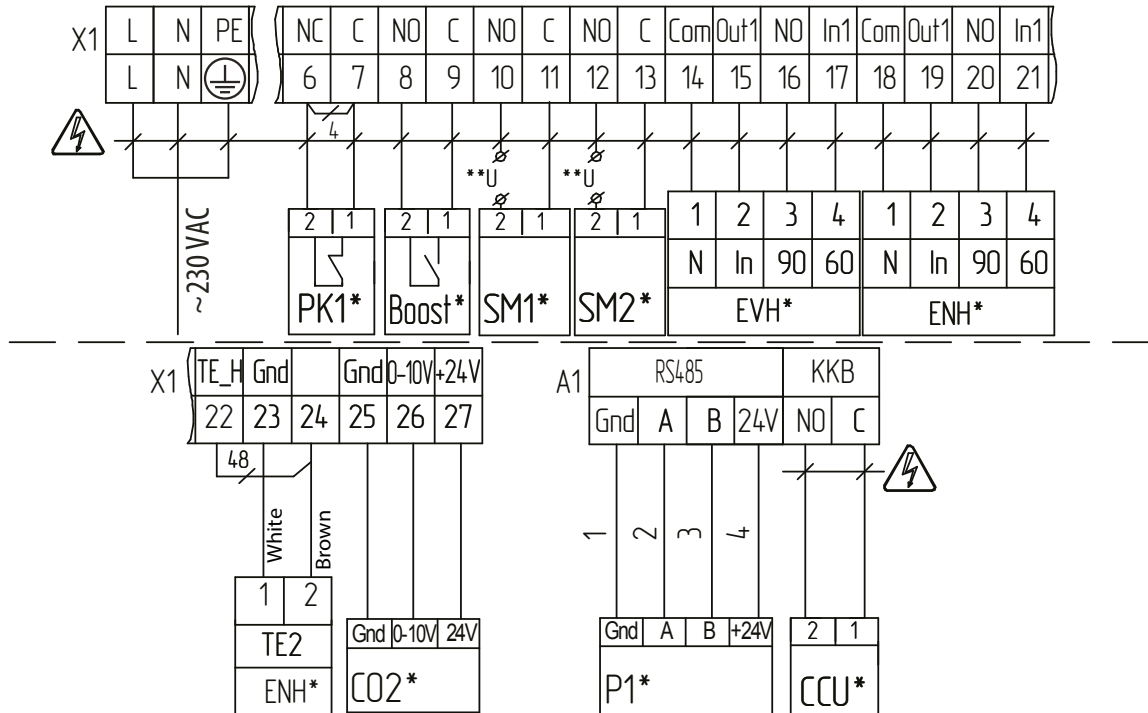 X1 L N PE NC C NO C NO C NO C Com Out1 NO In1 Com Out1 NO In1
L N 6 7 8 9 10 11 12 13 14 15 16 17 18 19 20 21
4
**U **U
~230 VAC
2 1 2 1 2 1 2 1 1 2 3 4 1 2 3 4
N In 90 60 N In 90 60
PK1* Boost* SM1* SM2* EVH* ENH*
X1 TE_H Gnd Gnd 0-10V +24V
22 23 24 25 26 27
48
White
Brown
1 2
TE2
ENH*
Gnd 0-10V 24V
CO2*
A1 RS485 KKB
Gnd A B 24V NO C
1 2 3 4
Gnd A B +24V 2 1
P1* CCU*